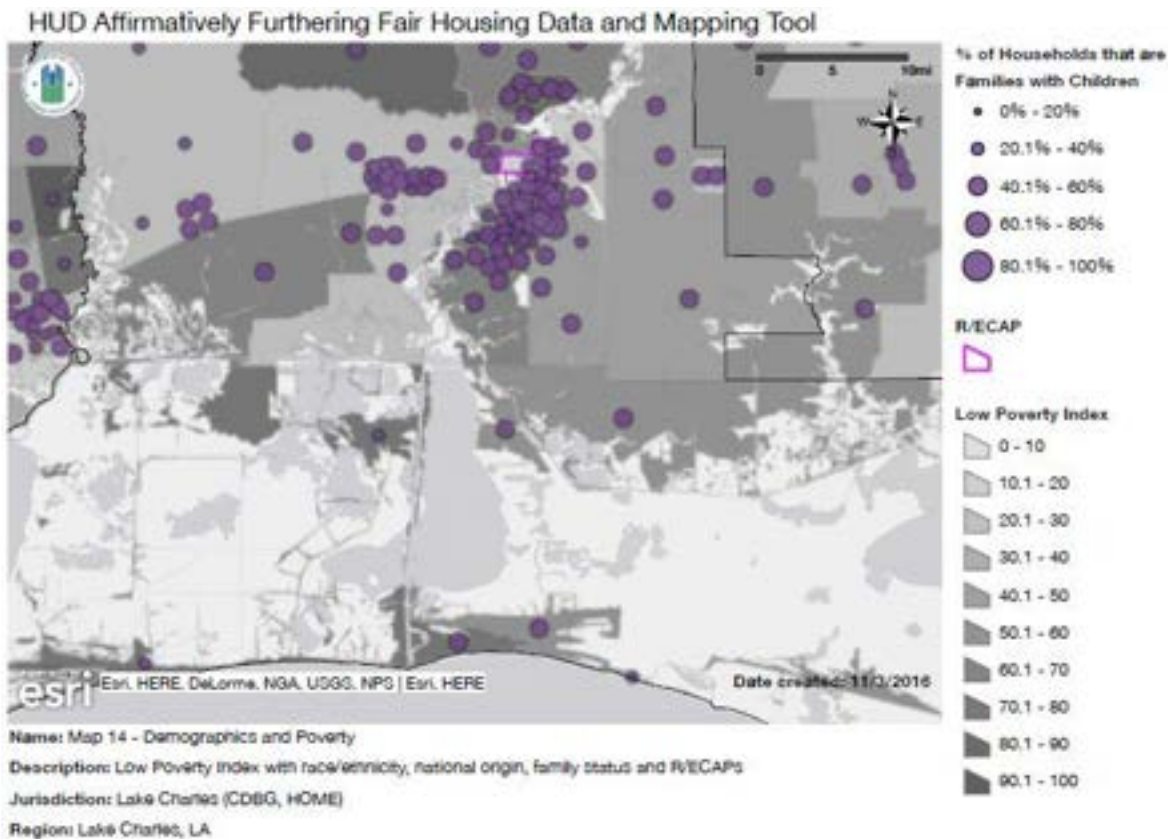 HUD Affirmatively Furthering Fair Housing Data and Mapping Tool
0 5 10mi
N
W E
S
% of Households that are
Families with Children
0% - 20%
20.1% - 40%
40.1% - 60%
60.1% - 80%
80.1% - 100%
R/ECAP
Low Poverty Index
0 - 10
10.1 - 20
20.1 - 30
30.1 - 40
40.1 - 50
50.1 - 60
60.1 - 70
70.1 - 80
80.1 - 90
90.1 - 100
esri Esri, HERE, DeLorme, NGA, USGS, NPS | Esri, HERE
Date created: 11/3/2016
Name: Map 14 - Demographics and Poverty
Description: Low Poverty Index with race/ethnicity, national origin, family status and R/ECAPs
Jurisdiction: Lake Charles (CDBG, HOME)
Region: Lake Charles, LA